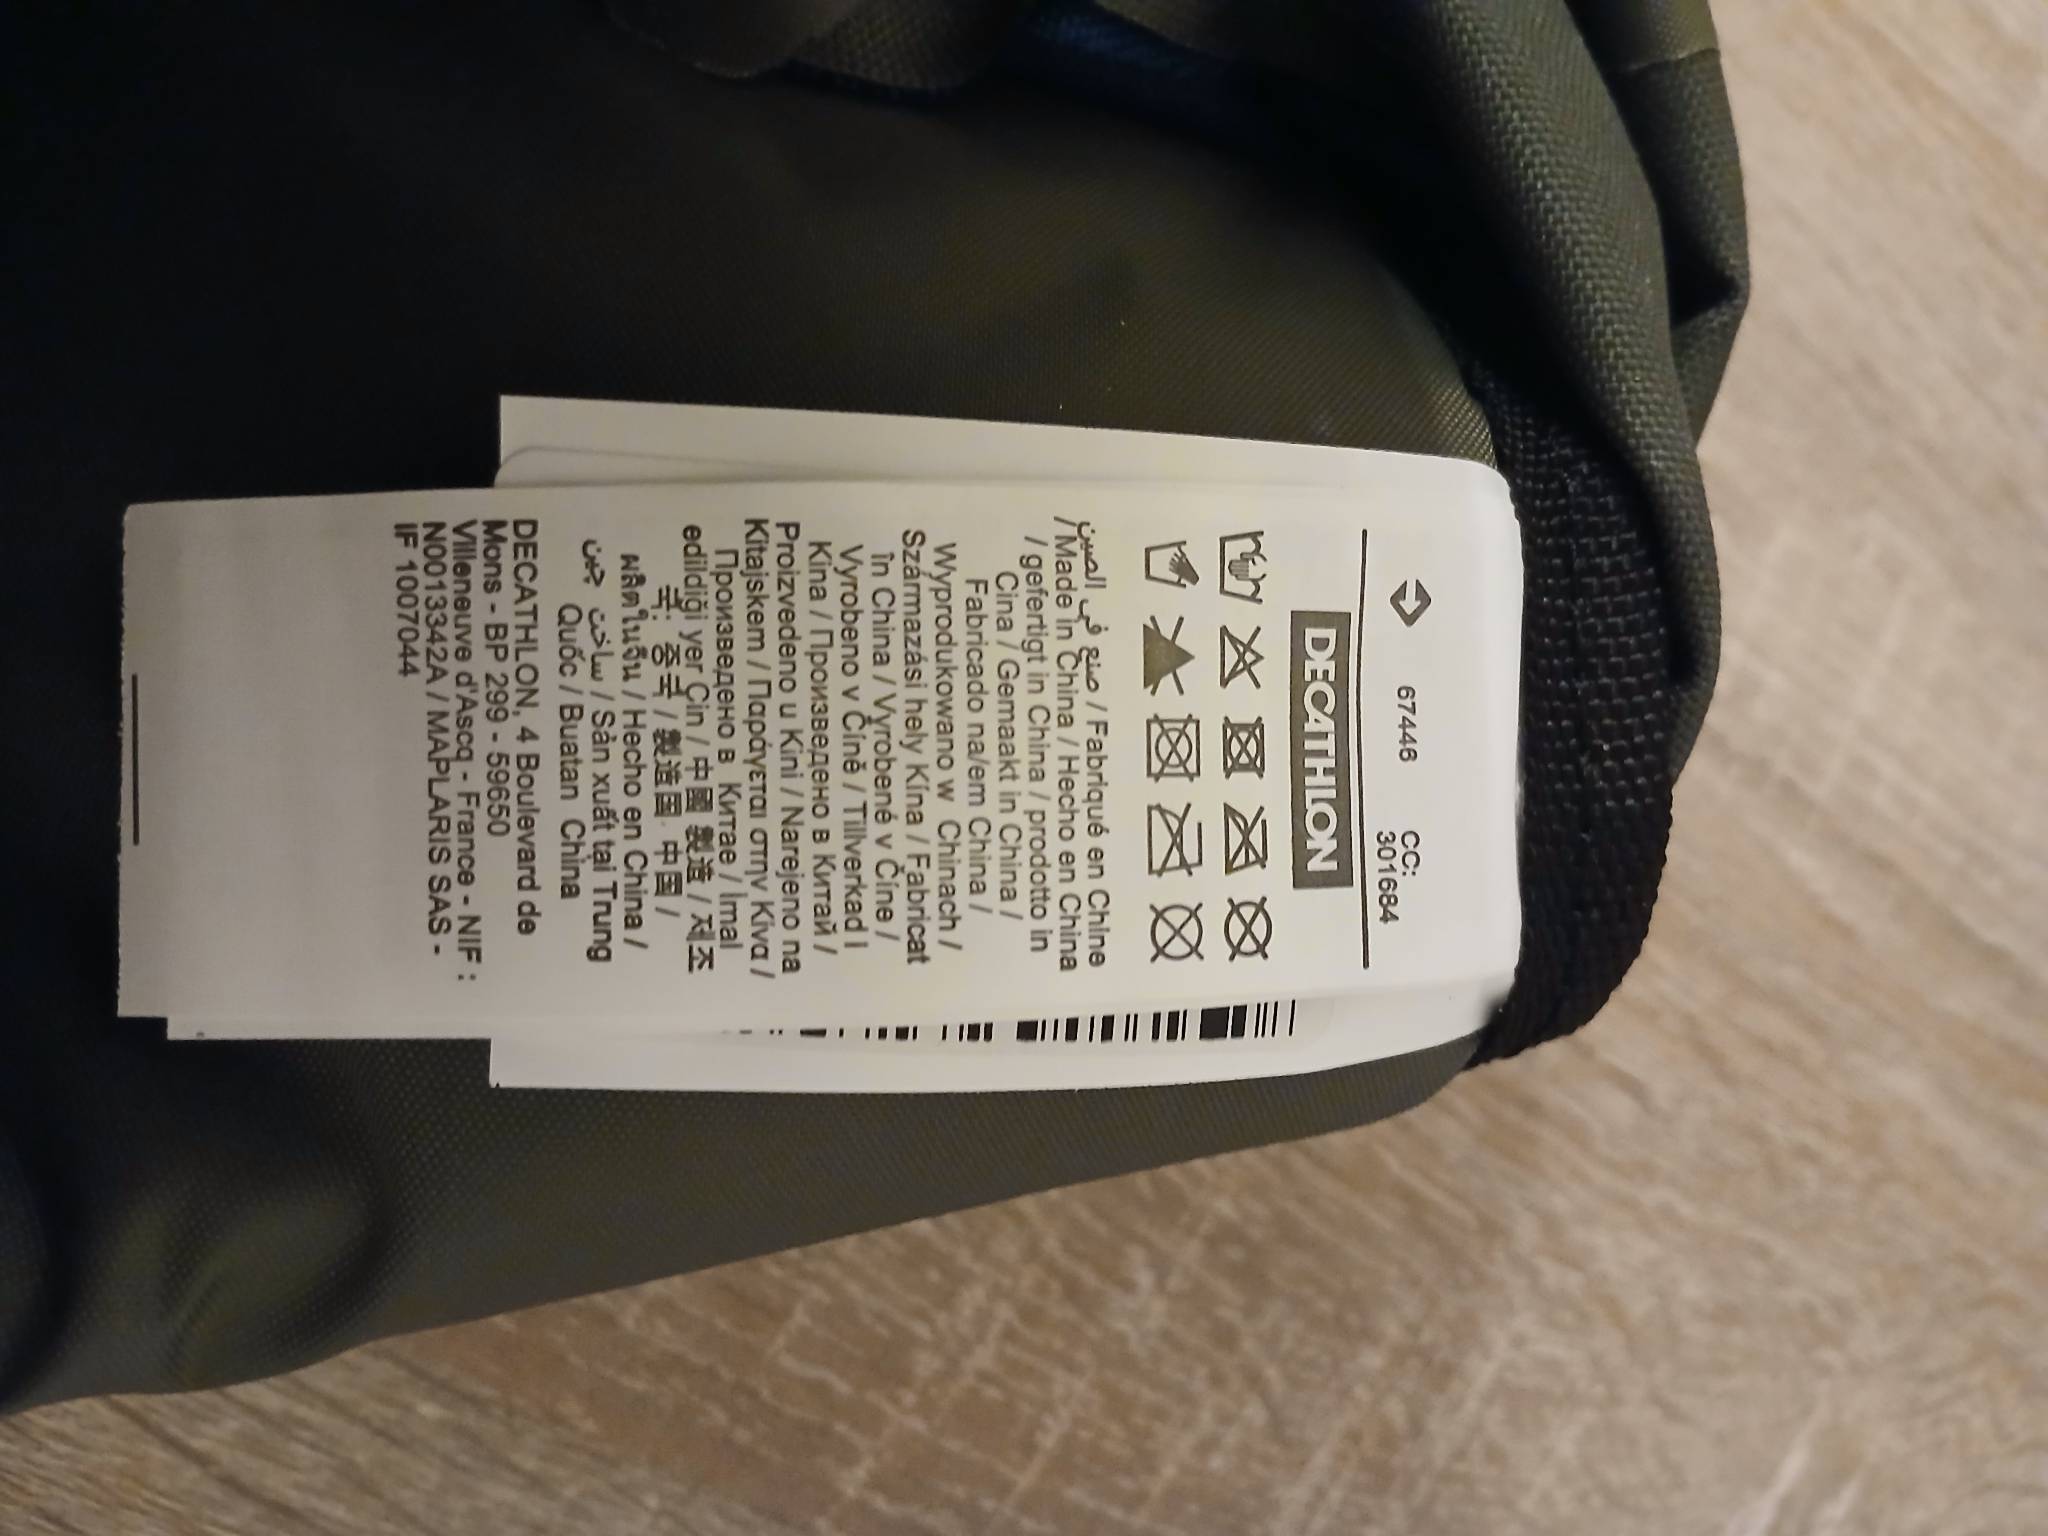 67446
CC:
301684
DECATHLON
صنع في الصين / Fabriqué en Chine
/ Made in China / Hecho en China
/ gefertigt in China / prodotto in
Cina / Gemaakt in China /
Fabricado na/em China /
Wyprodukowano w Chinach /
Származási hely Kína / Fabricat
în China / Vyrobené v Číne /
Vyrobeno v Číně / Tillverkad i
Kina / Произведено в Китай /
Proizvedeno u Kini / Narejeno na
Kitajskem / Παράγεται στην Κίνα /
Произведено в Китае / İmal
edildiği yer Çin / 中國 製造 / 제조
국: 중국 / 製造国 中国 /
ผลิตในจีน / Hecho en China /
ساخت چین / Sản xuất tại Trung
Quốc / Buatan China
DECATHLON, 4 Boulevard de
Mons - BP 299 - 59650
Villeneuve d'Ascq - France - NIF :
N0013342A / MAPLARIS SAS -
IF 1007044